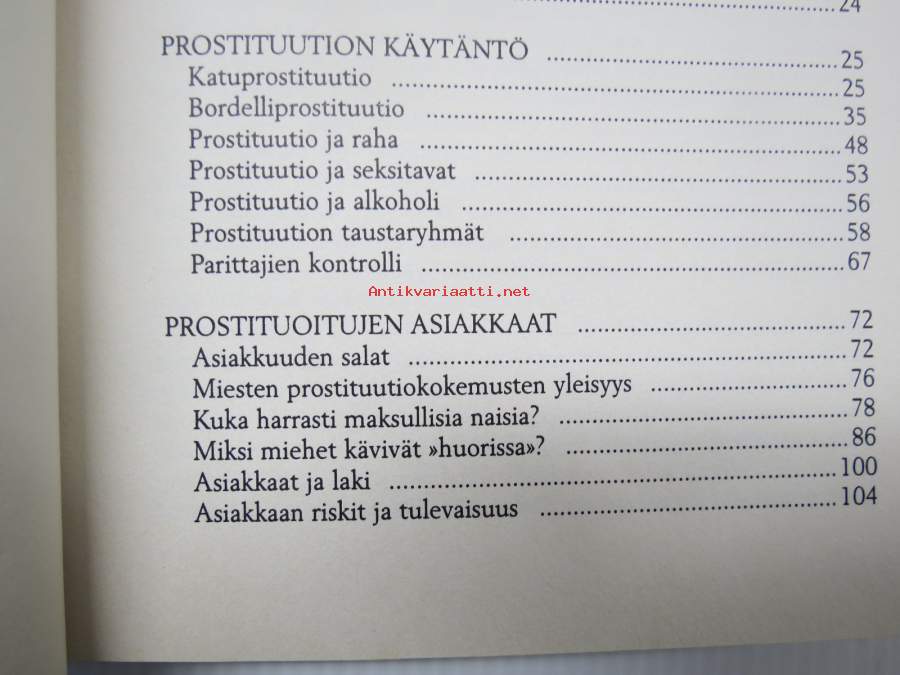 ........................................ 24
PROSTITUUTION KÄYTÄNTÖ ........................................ 25
Katuprostituutio ........................................ 25
Bordelliprostituutio ........................................ 35
Prostituutio ja raha ........................................ 48
Prostituutio ja seksitavat ........................................ 53
Prostituutio ja alkoholi ........................................ 56
Prostituution taustaryhmät ........................................ 58
Parittajien kontrolli ........................................ 67
Antikvariaatti.net
PROSTITUOITUJEN ASIAKKAAT ........................................ 72
Asiakkuuden salat ........................................ 72
Miesten prostituutiokokemusten yleisyys ........................................ 76
Kuka harrasti maksullisia naisia? ........................................ 78
Miksi miehet kävivät »huorissa»? ........................................ 86
Asiakkaat ja laki ........................................ 100
Asiakkaan riskit ja tulevaisuus ........................................ 104